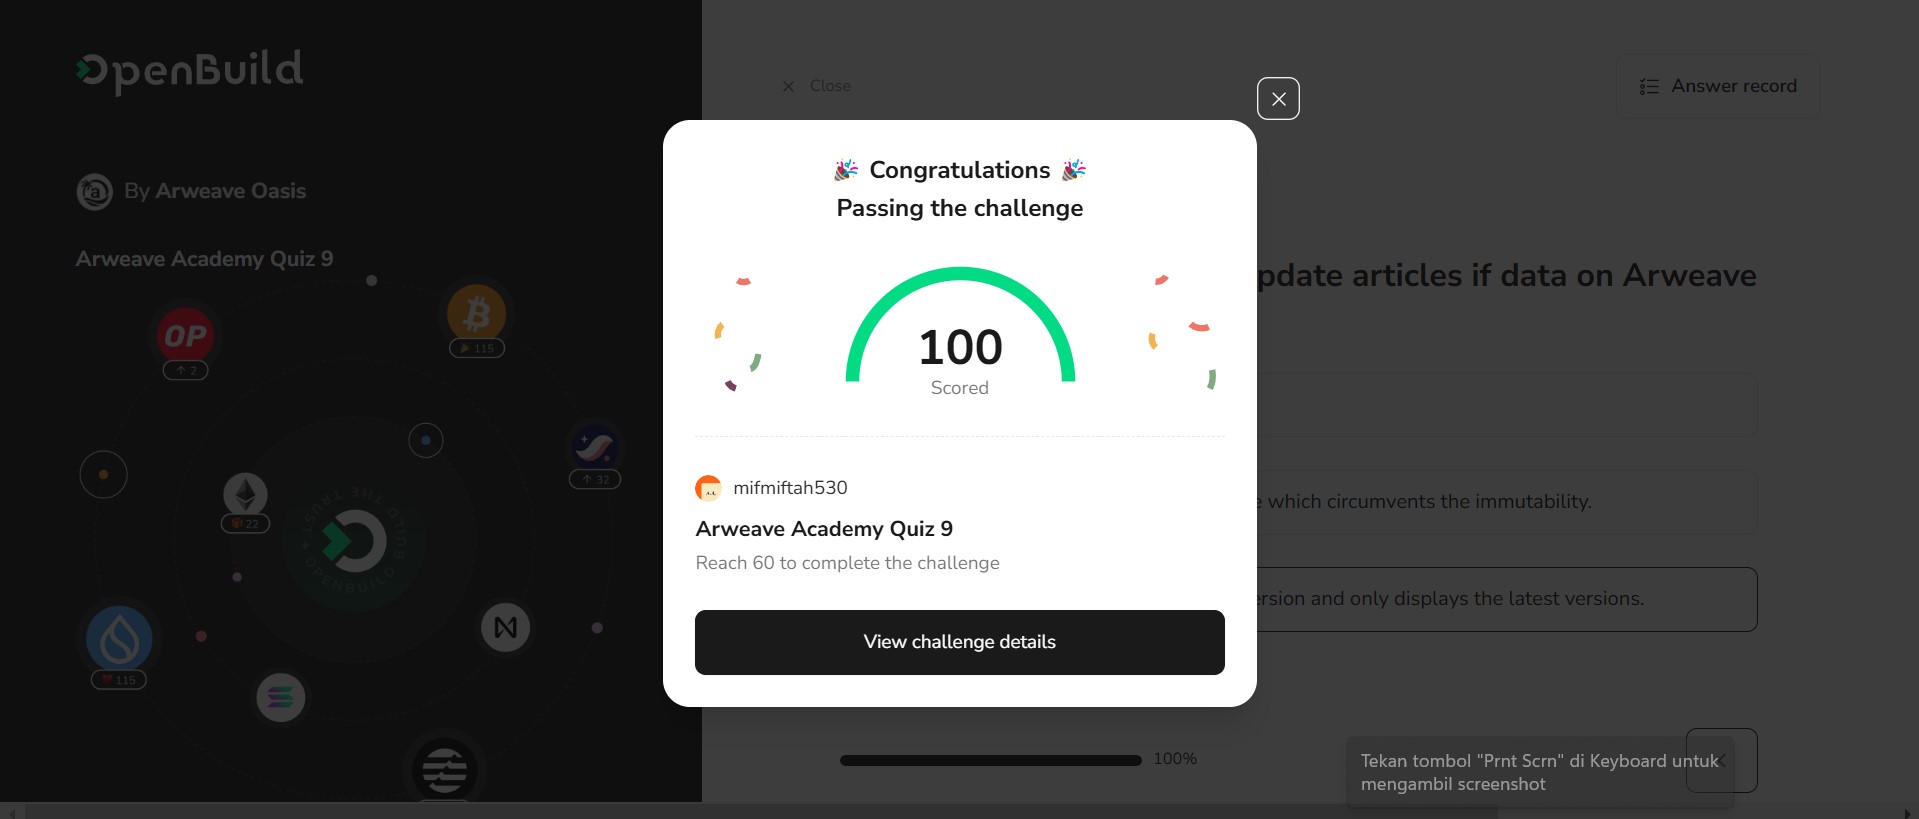 OpenBuild
Close
Answer record
By Arweave Oasis
Arweave Academy Quiz 9
Congratulations
Passing the challenge
pdate articles if data on Arweave
OP
2
115
100
Scored
32
22
THE TRUST
BUILD
OPENBUILD
which circumvents the immutability.
mifmiftah530
Arweave Academy Quiz 9
Reach 60 to complete the challenge
ersion and only displays the latest versions.
View challenge details
115
100%
Tekan tombol "Prnt Scrn" di Keyboard untuk
mengambil screenshot